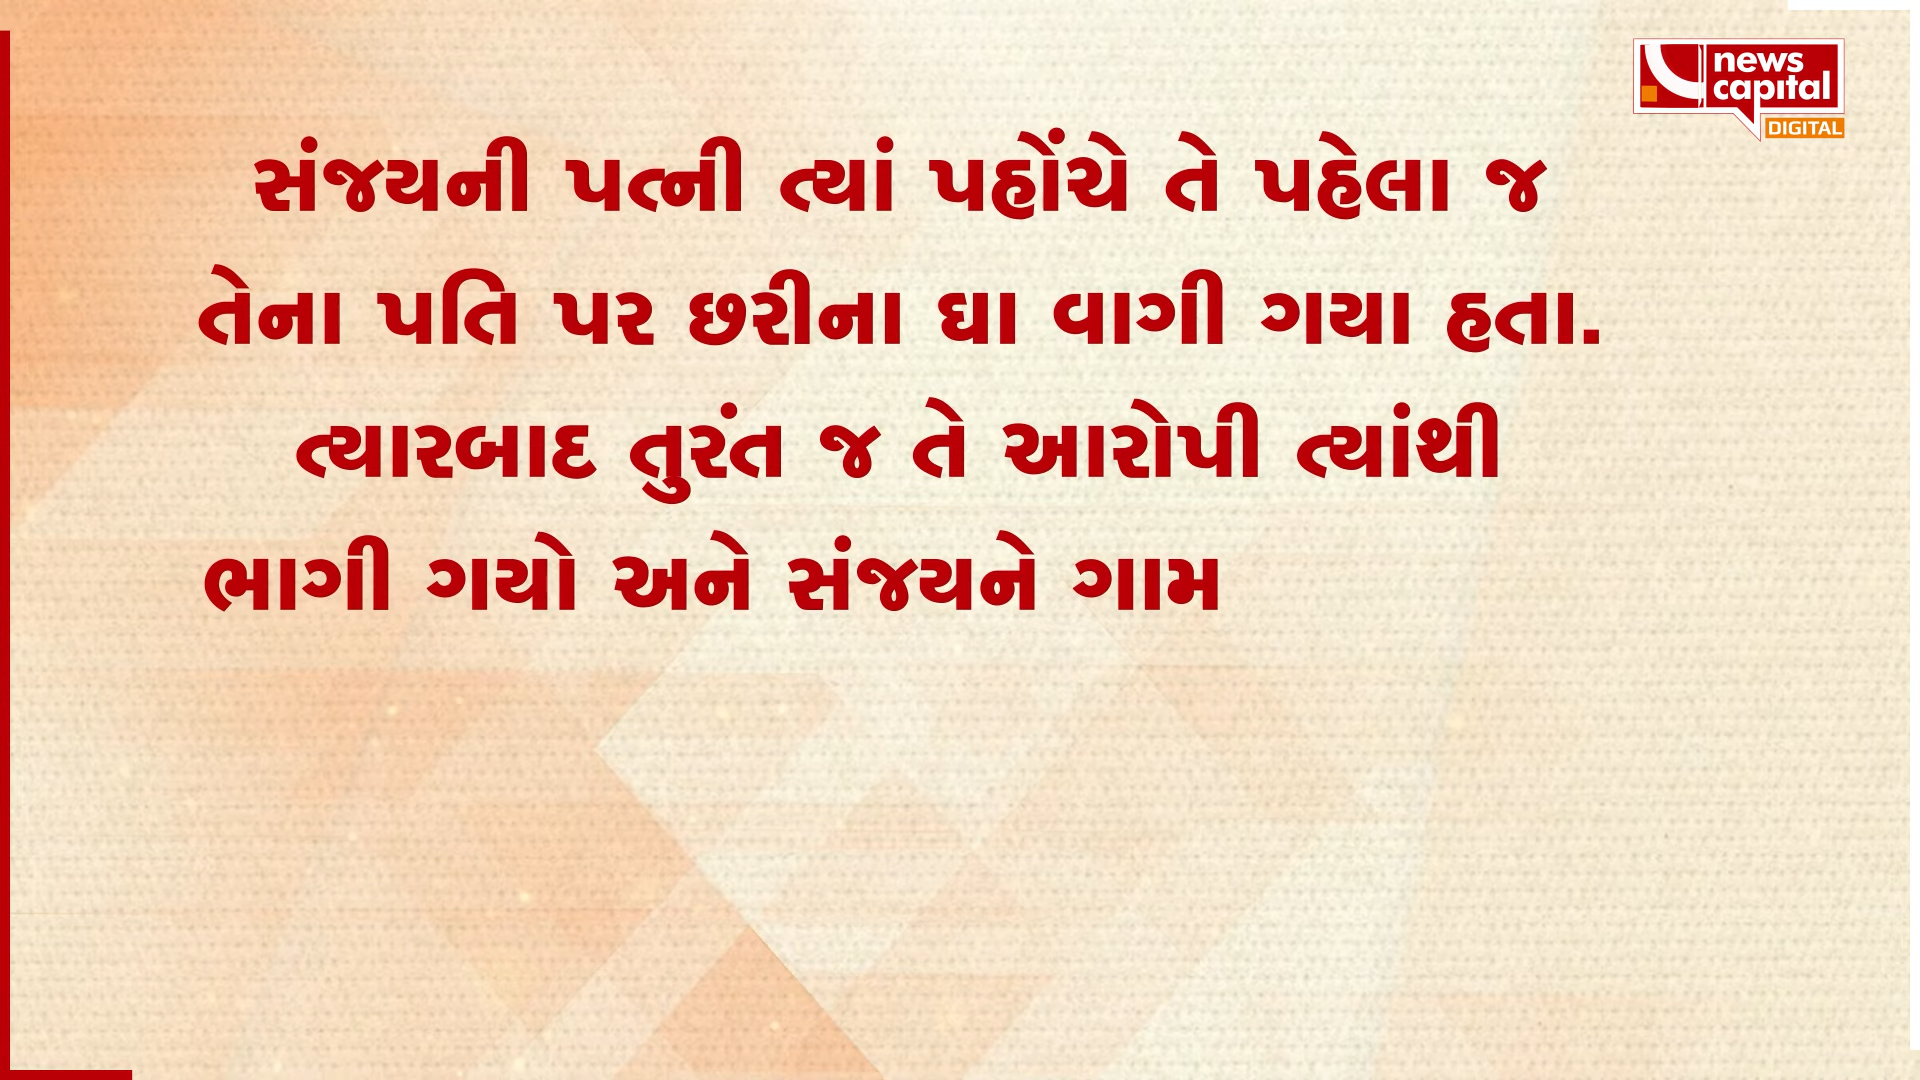 news
capital
DIGITAL
સંજયની પત્ની ત્યાં પહોંચે તે પહેલા જ
તેના પતિ પર છરીના ઘા વાગી ગયા હતા.
ત્યારબાદ તુરંત જ તે આરોપી ત્યાંથી
ભાગી ગયો અને સંજયને ગામ